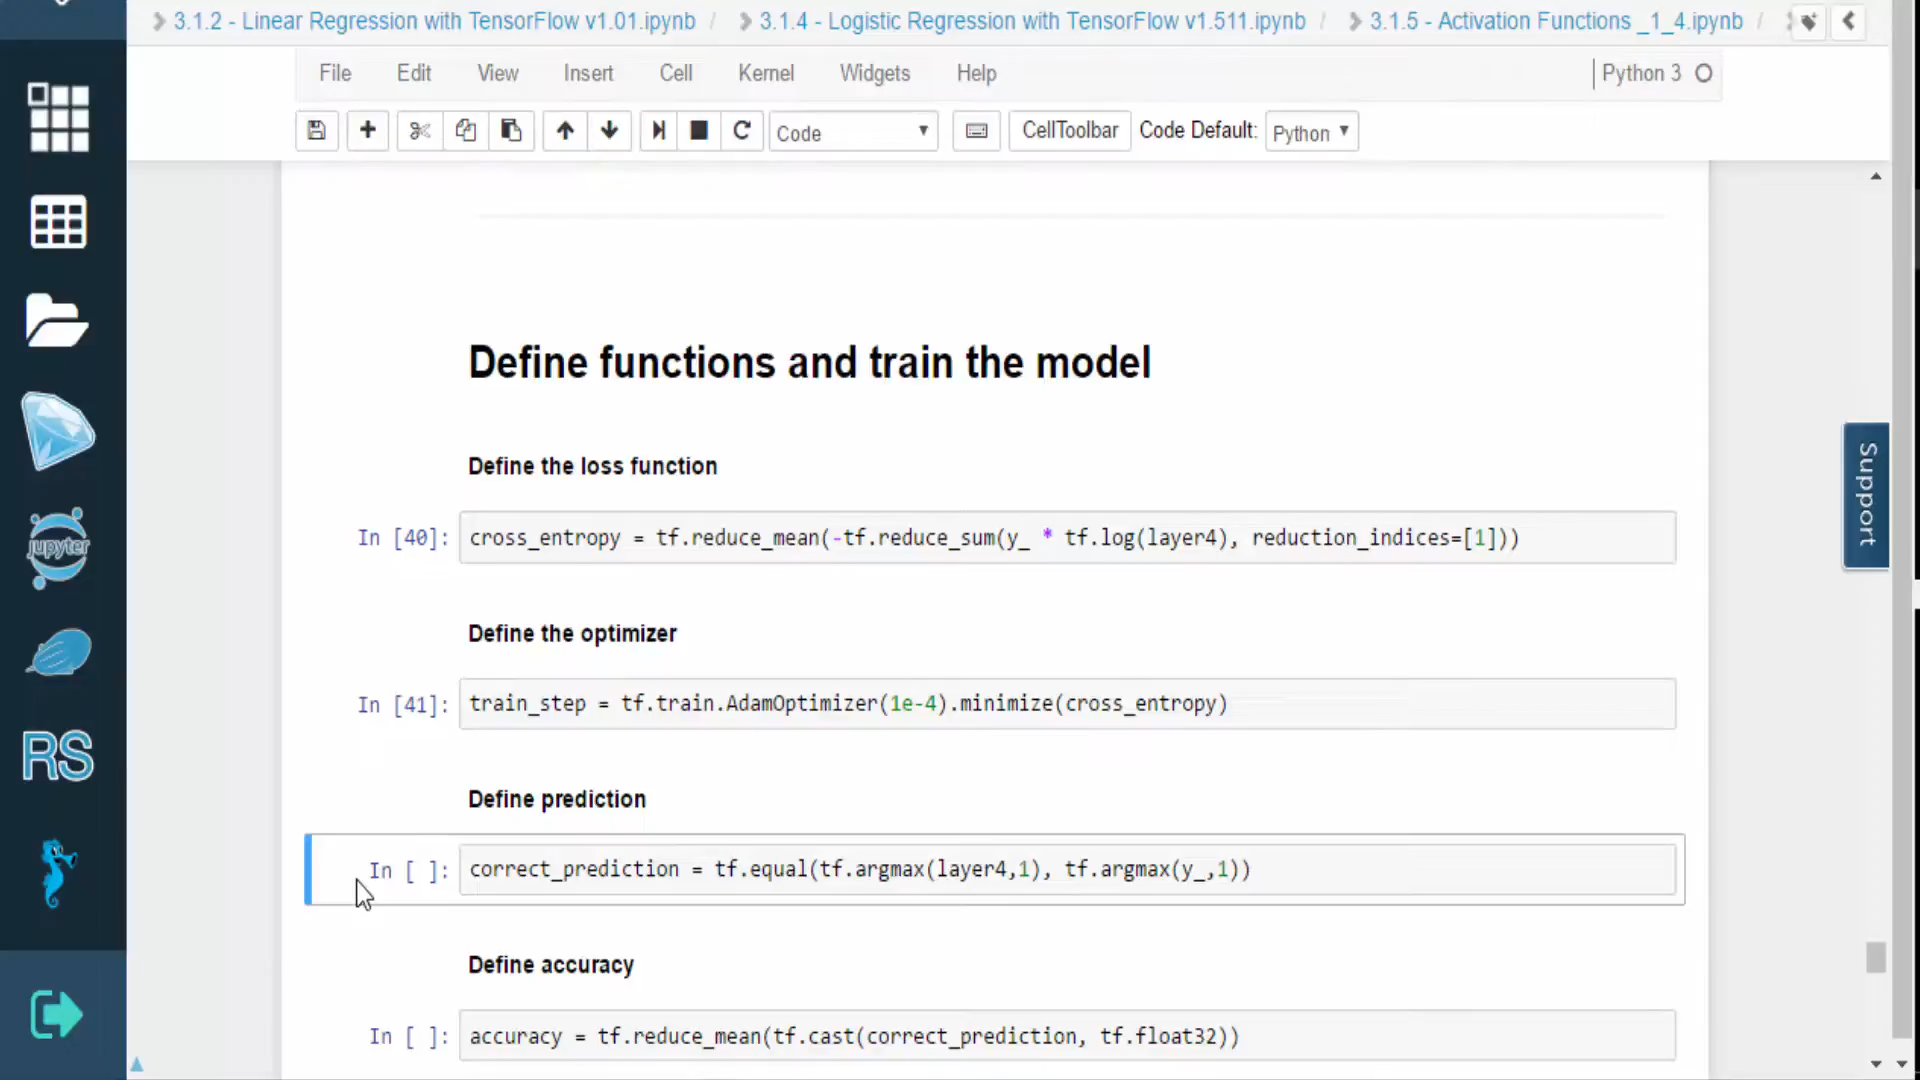 3.1.2 - Linear Regression with TensorFlow v1.01.ipynb / 3.1.4 - Logistic Regression with TensorFlow v1.511.ipynb / 3.1.5 - Activation Functions _1_4.ipynb /
File Edit View Insert Cell Kernel Widgets Help Python 3
Code CellToolbar Code Default: Python
Define functions and train the model
Define the loss function
In [40]: cross_entropy = tf.reduce_mean(-tf.reduce_sum(y_ * tf.log(layer4), reduction_indices=[1]))
Define the optimizer
In [41]: train_step = tf.train.AdamOptimizer(1e-4).minimize(cross_entropy)
Define prediction
In [ ]: correct_prediction = tf.equal(tf.argmax(layer4,1), tf.argmax(y_,1))
Define accuracy
In [ ]: accuracy = tf.reduce_mean(tf.cast(correct_prediction, tf.float32))
jupyter
RS
Support